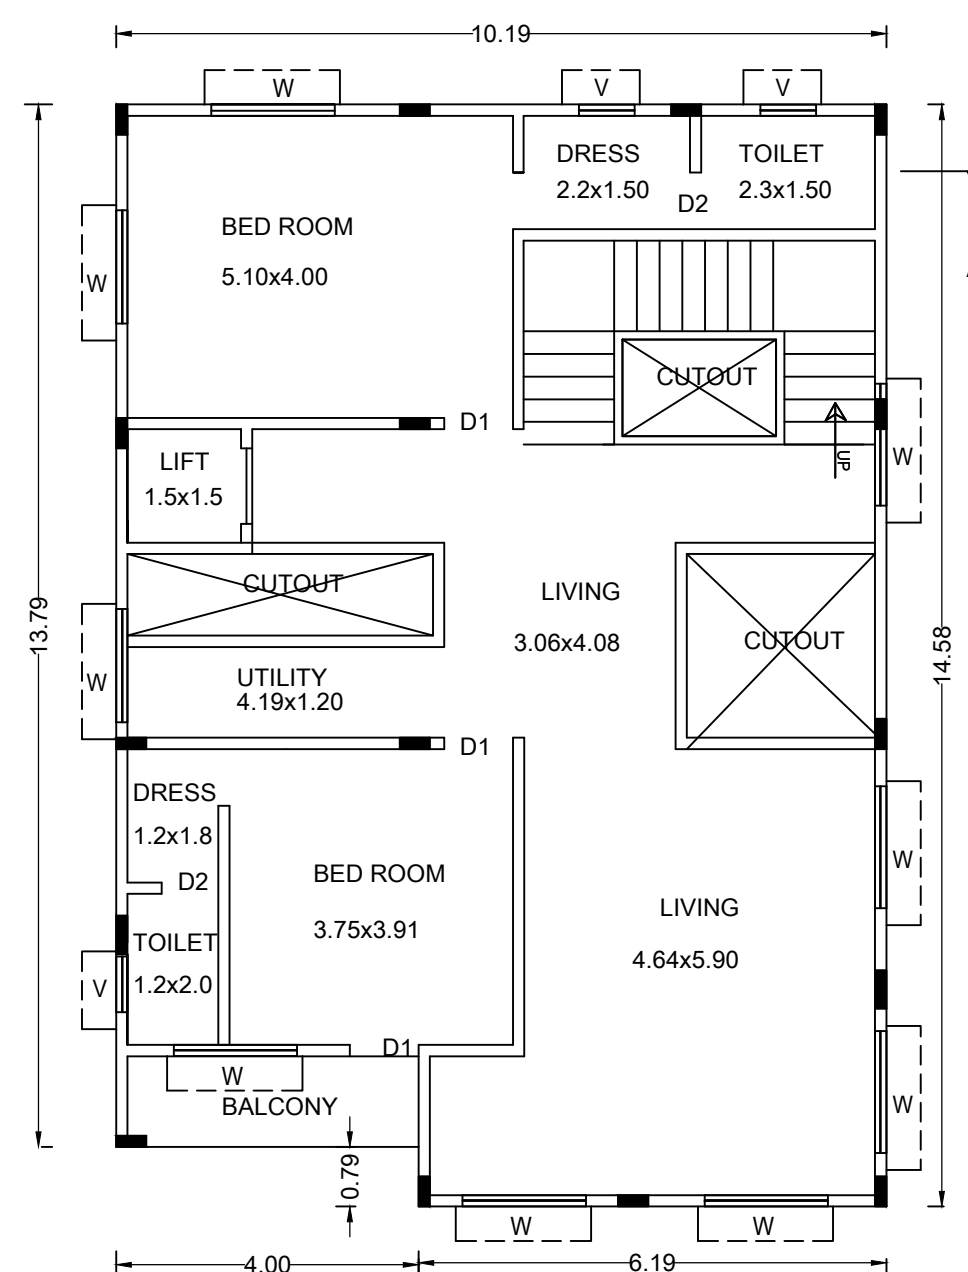 10.19
W
V
V
DRESS
2.2x1.50
TOILET
2.3x1.50
D2
BED ROOM
5.10x4.00
W
CUTOUT
D1
UP
W
LIFT
1.5x1.5
CUTOUT
LIVING
3.06x4.08
CUTOUT
13.79
14.58
W
UTILITY
4.19x1.20
D1
DRESS
1.2x1.8
D2
BED ROOM
3.75x3.91
W
LIVING
4.64x5.90
TOILET
1.2x2.0
V
D1
W
BALCONY
W
0.79
W
W
4.00
6.19